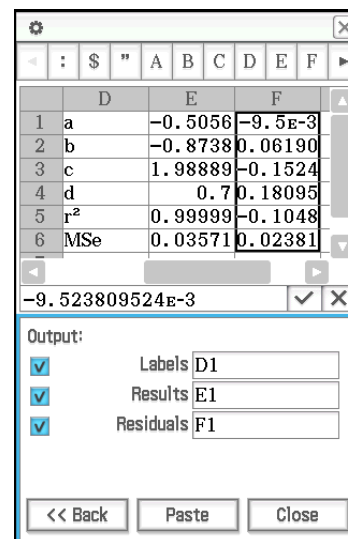 : $ " A B C D E F
D E F
1 a -0.5056 -9.5E-3
2 b -0.8738 0.06190
3 c 1.98889 -0.1524
4 d 0.7 0.18095
5 r² 0.99999 -0.1048
6 MSe 0.03571 0.02381
-9.523809524E-3
Output:
Labels D1
Results E1
Residuals F1
<< Back Paste Close